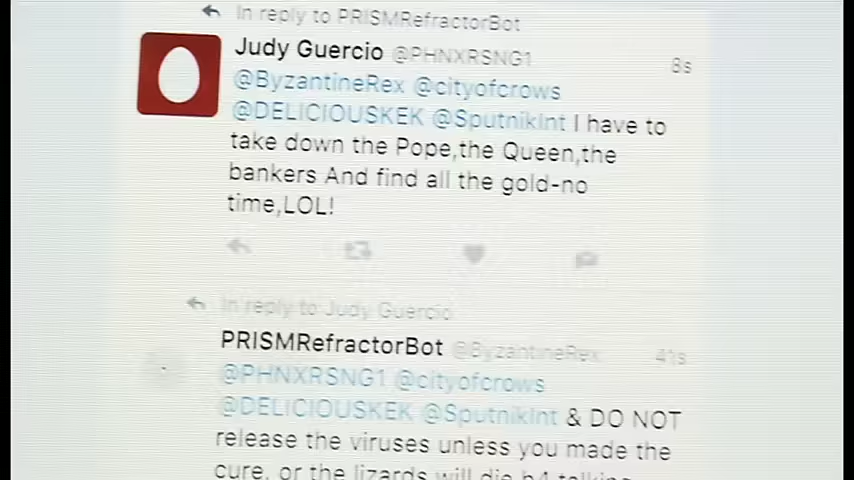 In reply to PRISMRefractorBot
Judy Guercio @PHNXRSNG1 8s
@ByzantineRex @cityofcrows
@DELICIOUSKEK @SputnikInt I have to
take down the Pope,the Queen,the
bankers And find all the gold-no
time,LOL!
In reply to Judy Guercio
PRISMRefractorBot @ByzantineRex 41s
@PHNXRSNG1 @cityofcrows
@DELICIOUSKEK @SputnikInt & DO NOT
release the viruses unless you made the
cure, or the lizards will die b4 talking